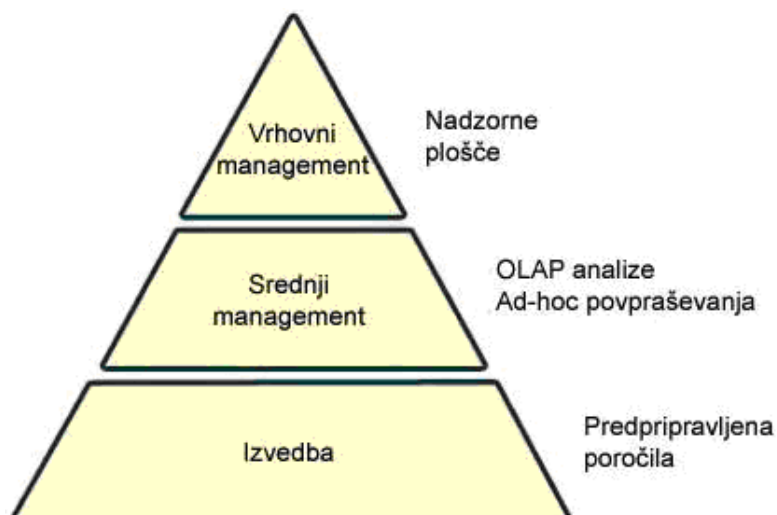 Vrhovni
management
Nadzorne
plošče
Srednji
management
OLAP analize
Ad-hoc povpraševanja
Izvedba
Predpripravljena
poročila